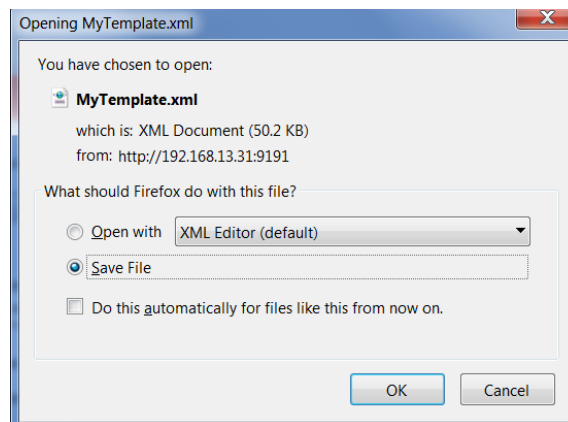 Opening MyTemplate.xml
You have chosen to open:
MyTemplate.xml
which is: XML Document (50.2 KB)
from: http://192.168.13.31:9191
What should Firefox do with this file?
Open with XML Editor (default)
Save File
Do this automatically for files like this from now on.
OK Cancel